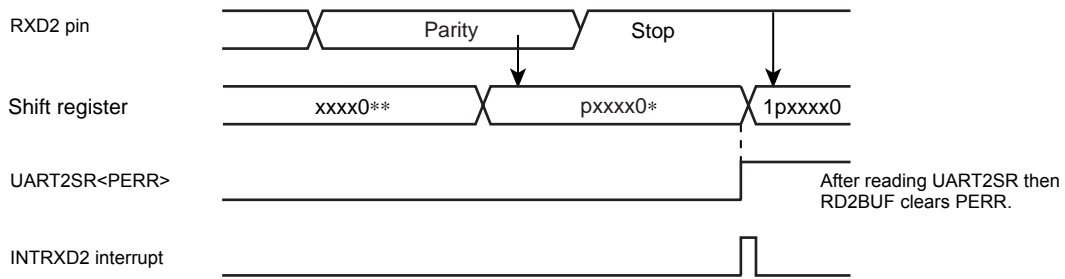 RXD2 pin
Parity
Stop
Shift register
xxxx0**
pxxxx0*
1pxxxx0
UART2SR<PERR>
After reading UART2SR then
RD2BUF clears PERR.
INTRXD2 interrupt